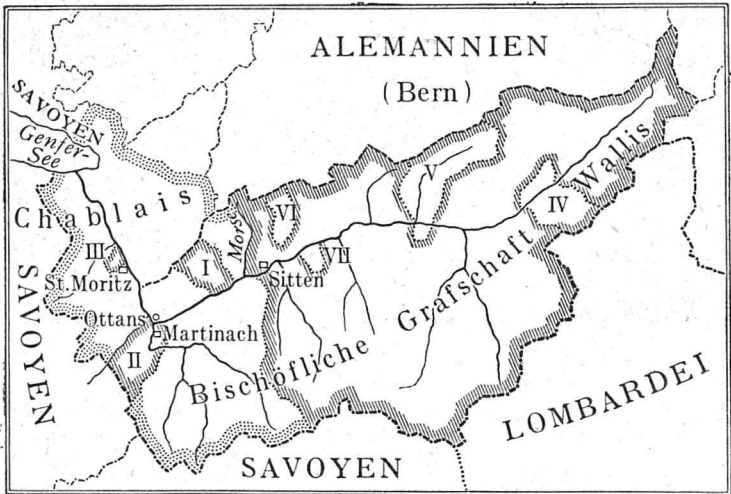 ALEMANNIEN
(Bern)
SAVOYEN
Genfer-
See
Chablais
Wallis
V
IV
VI
Morse
III
I
VII
St. Moritz
Sitten
Ottans
Martinach
II
Bischöfliche Grafschaft
SAVOYEN
LOMBARDEI
SAVOYEN